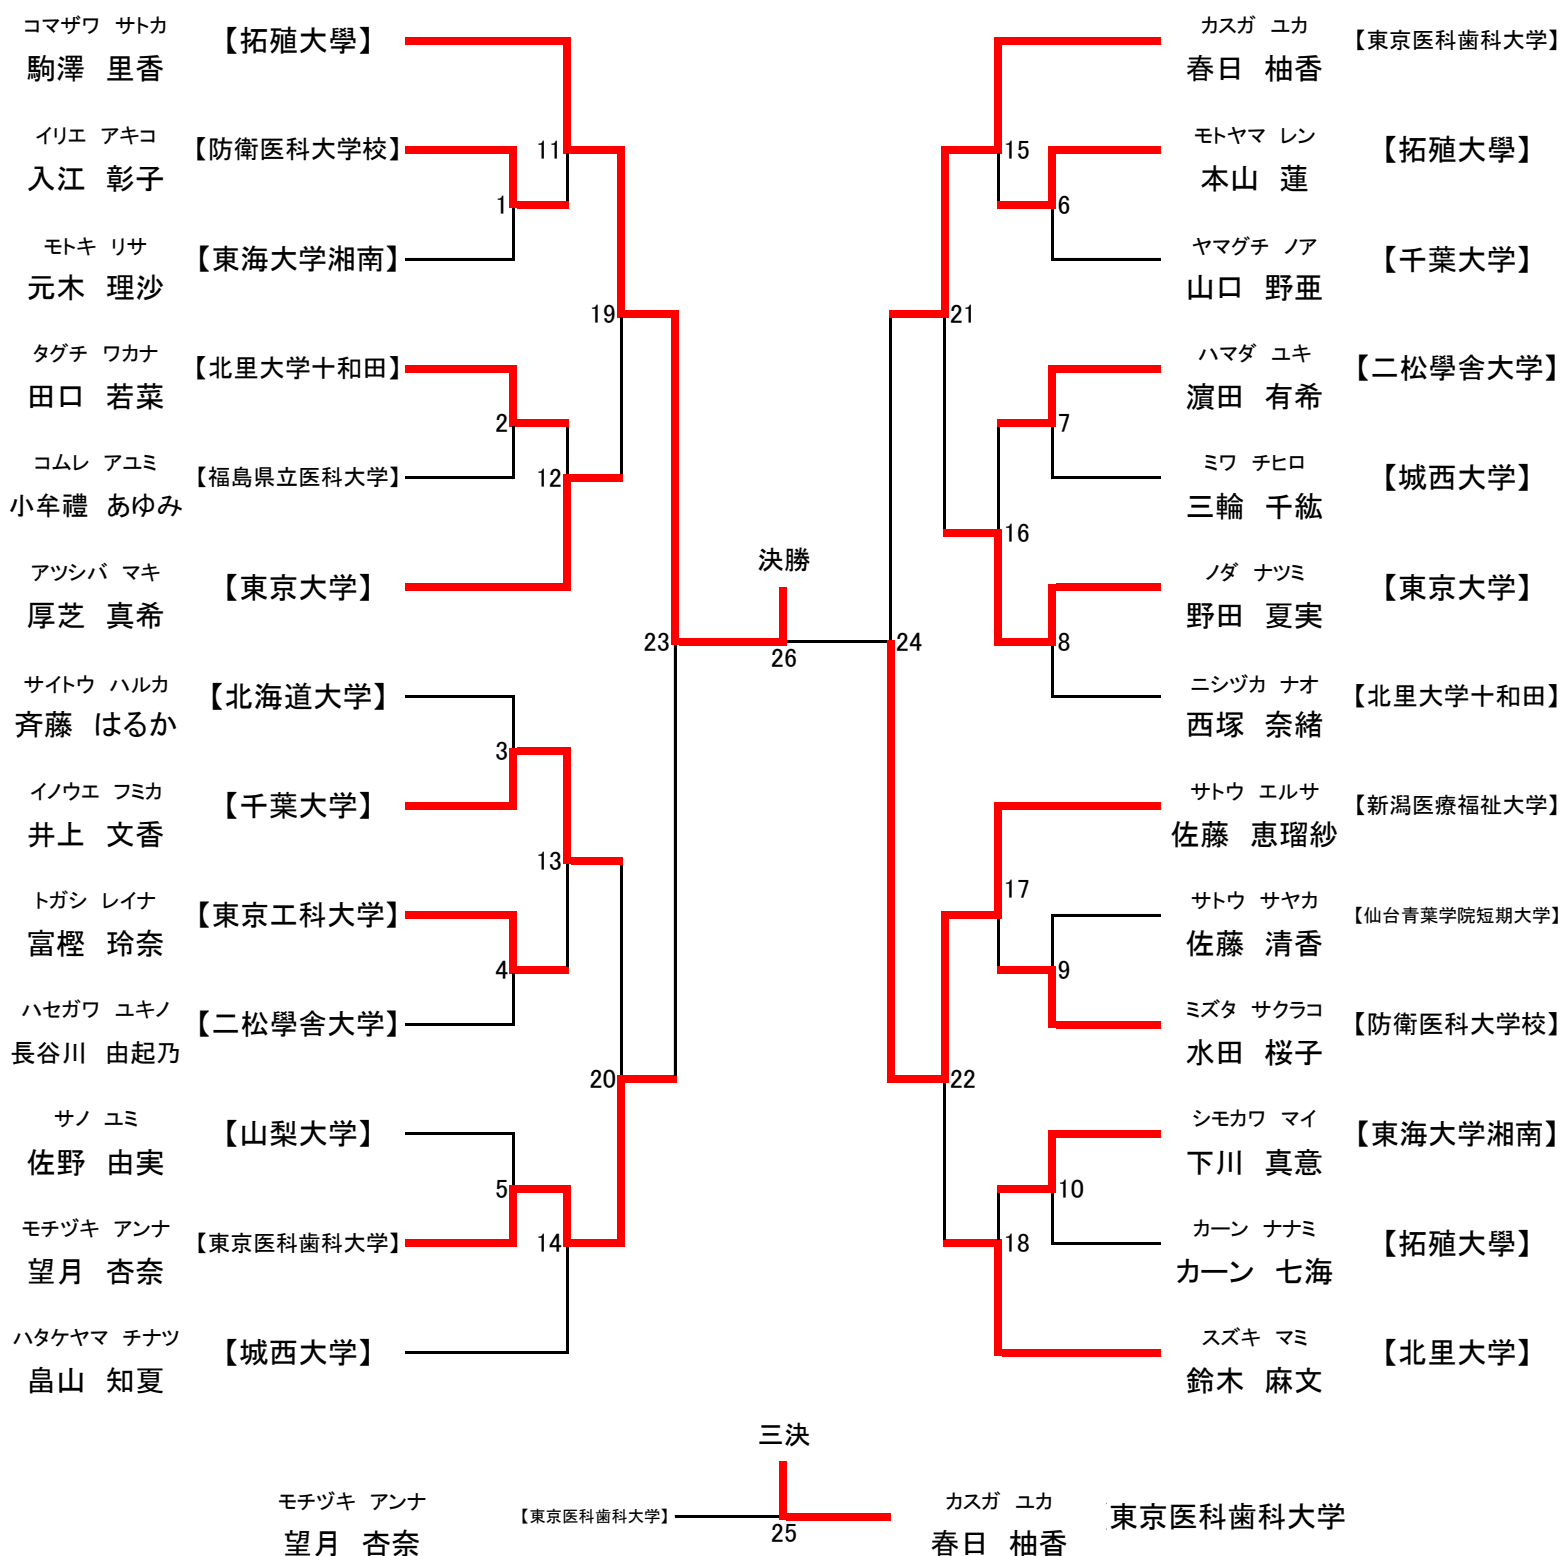 コマザワ　サトカ
駒澤　里香
【拓殖大學】
イリエ　アキコ
入江　彰子
【防衛医科大学校】
モトキ　リサ
元木　理沙
【東海大学湘南】
タグチ　ワカナ
田口　若菜
【北里大学十和田】
コムレ　アユミ
小牟禮　あゆみ
【福島県立医科大学】
アツシバ　マキ
厚芝　真希
【東京大学】
サイトウ　ハルカ
斉藤　はるか
【北海道大学】
イノウエ　フミカ
井上　文香
【千葉大学】
トガシ　レイナ
富樫　玲奈
【東京工科大学】
ハセガワ　ユキノ
長谷川　由起乃
【二松學舎大学】
サノ　ユミ
佐野　由実
【山梨大学】
モチヅキ　アンナ
望月　杏奈
【東京医科歯科大学】
ハタケヤマ　チナツ
畠山　知夏
【城西大学】
1
2
3
4
5
11
12
13
14
19
20
23
決勝
26
24
21
22
15
16
17
18
6
7
8
9
10
カスガ　ユカ
春日　柚香
【東京医科歯科大学】
モトヤマ　レン
本山　蓮
【拓殖大學】
ヤマグチ　ノア
山口　野亜
【千葉大学】
ハマダ　ユキ
濵田　有希
【二松學舎大学】
ミワ　チヒロ
三輪　千紘
【城西大学】
ノダ　ナツミ
野田　夏実
【東京大学】
ニシヅカ　ナオ
西塚　奈緒
【北里大学十和田】
サトウ　エルサ
佐藤　恵瑠紗
【新潟医療福祉大学】
サトウ　サヤカ
佐藤　清香
【仙台青葉学院短期大学】
ミズタ　サクラコ
水田　桜子
【防衛医科大学校】
シモカワ　マイ
下川　真意
【東海大学湘南】
カーン　ナナミ
カーン　七海
【拓殖大學】
スズキ　マミ
鈴木　麻文
【北里大学】
三決
モチヅキ　アンナ
望月　杏奈
【東京医科歯科大学】
25
カスガ　ユカ
春日　柚香
東京医科歯科大学